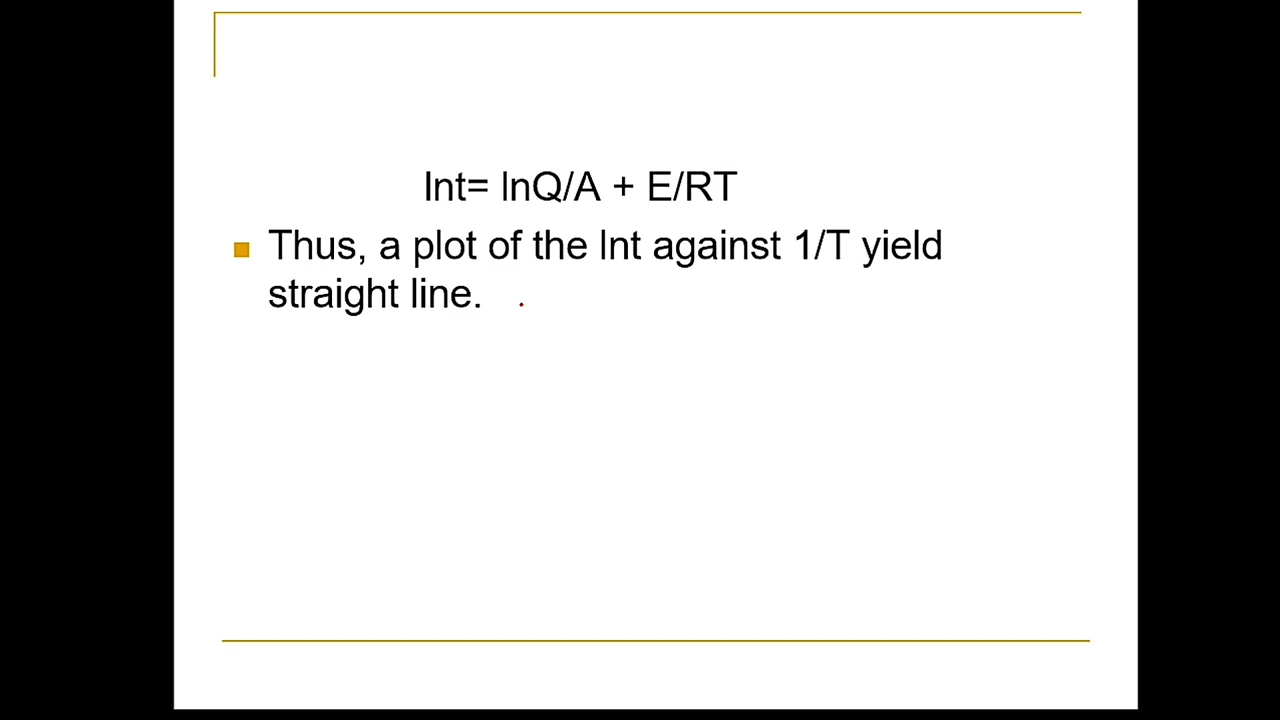 lnt= lnQ/A + E/RT
Thus, a plot of the lnt against 1/T yield
straight line.